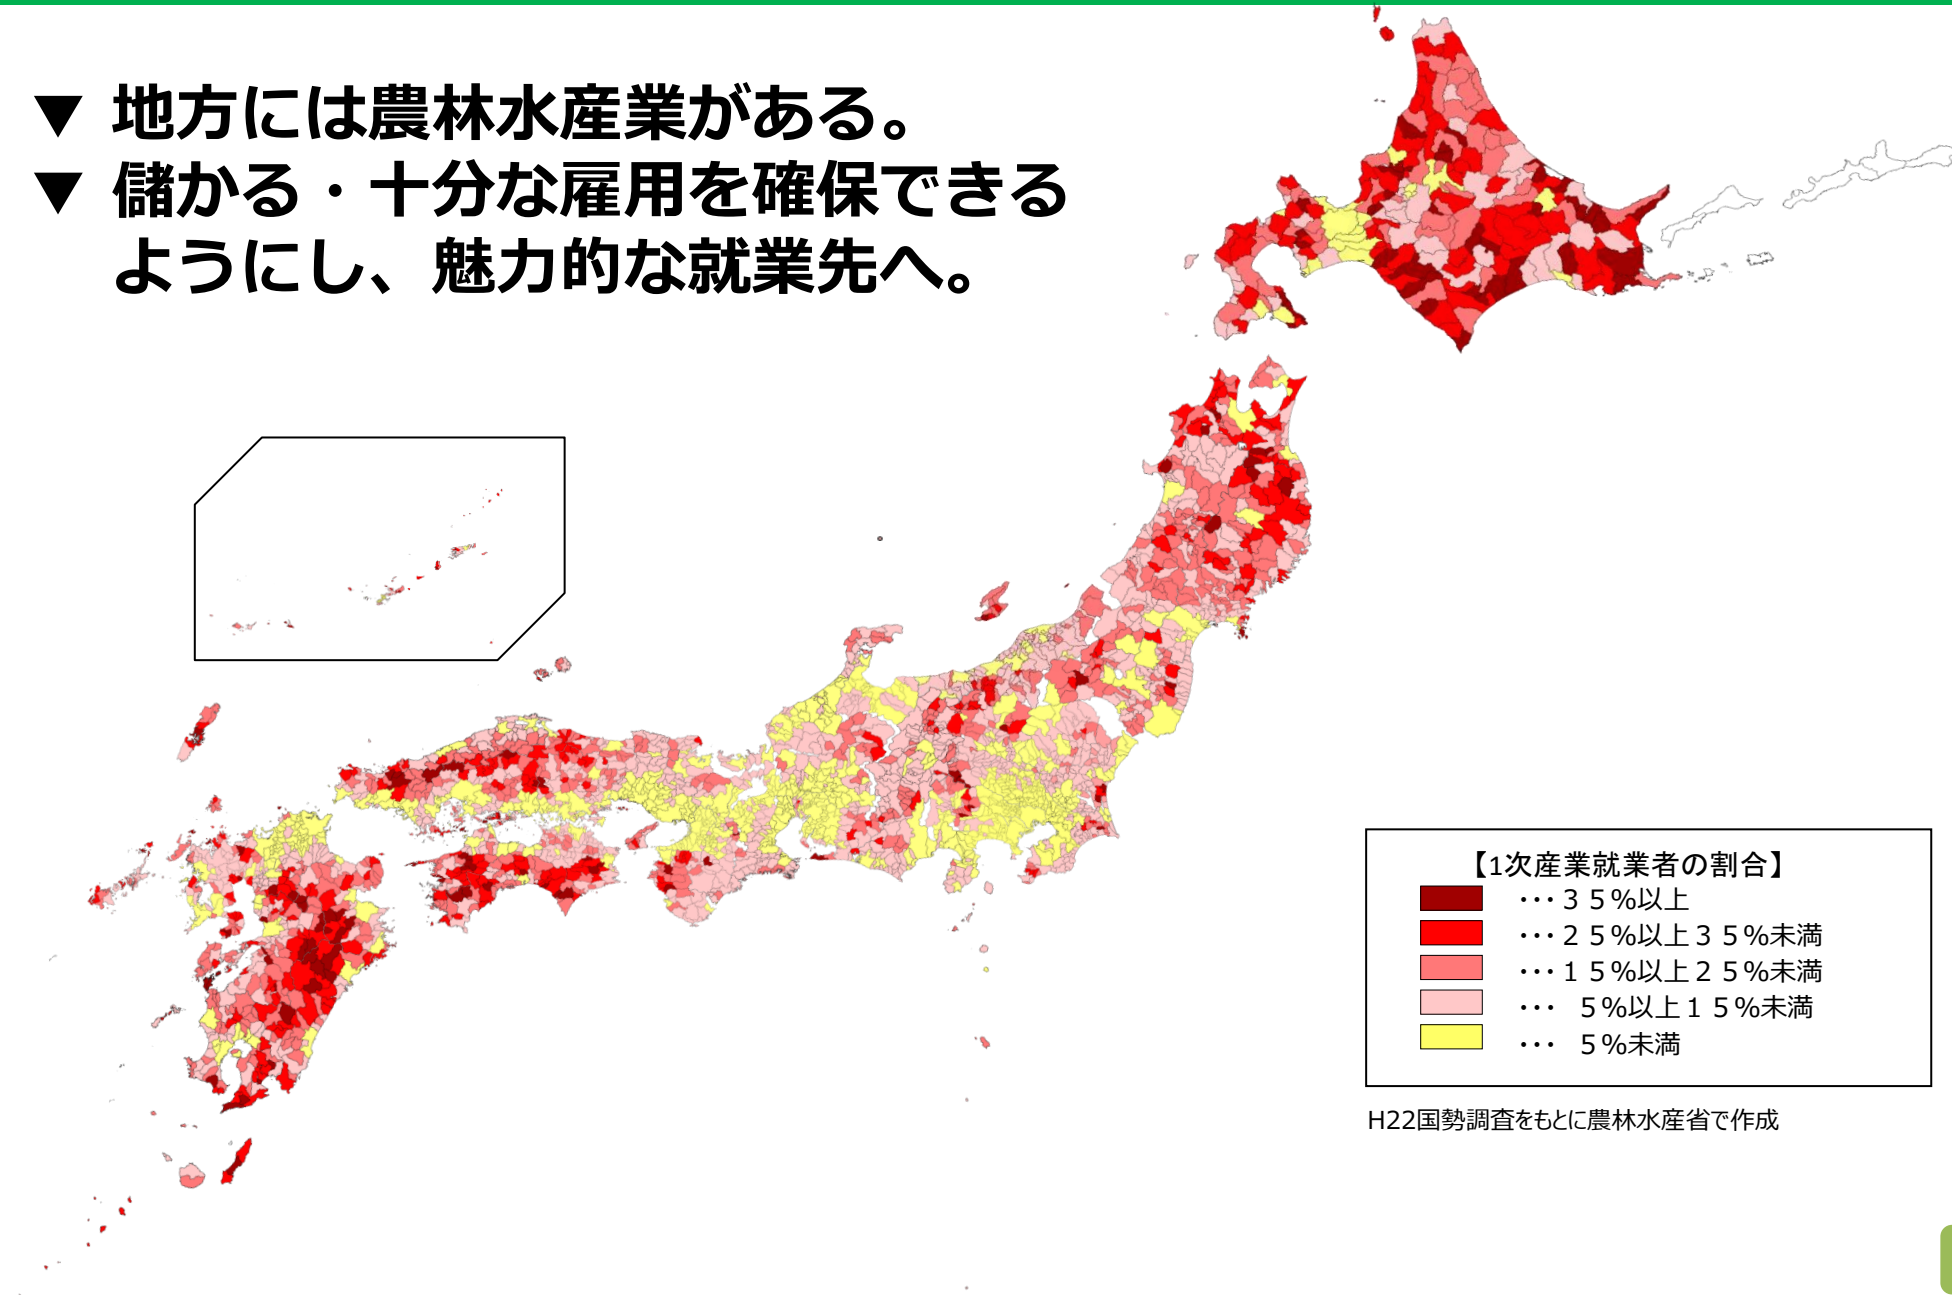 ▼ 地方には農林水産業がある。
▼ 儲かる・十分な雇用を確保できる
ようにし、魅力的な就業先へ。
【1次産業就業者の割合】
･･･３５%以上
･･･２５%以上３５%未満
･･･１５%以上２５%未満
･･･ ５%以上１５%未満
･･･ ５%未満
H22国勢調査をもとに農林水産省で作成